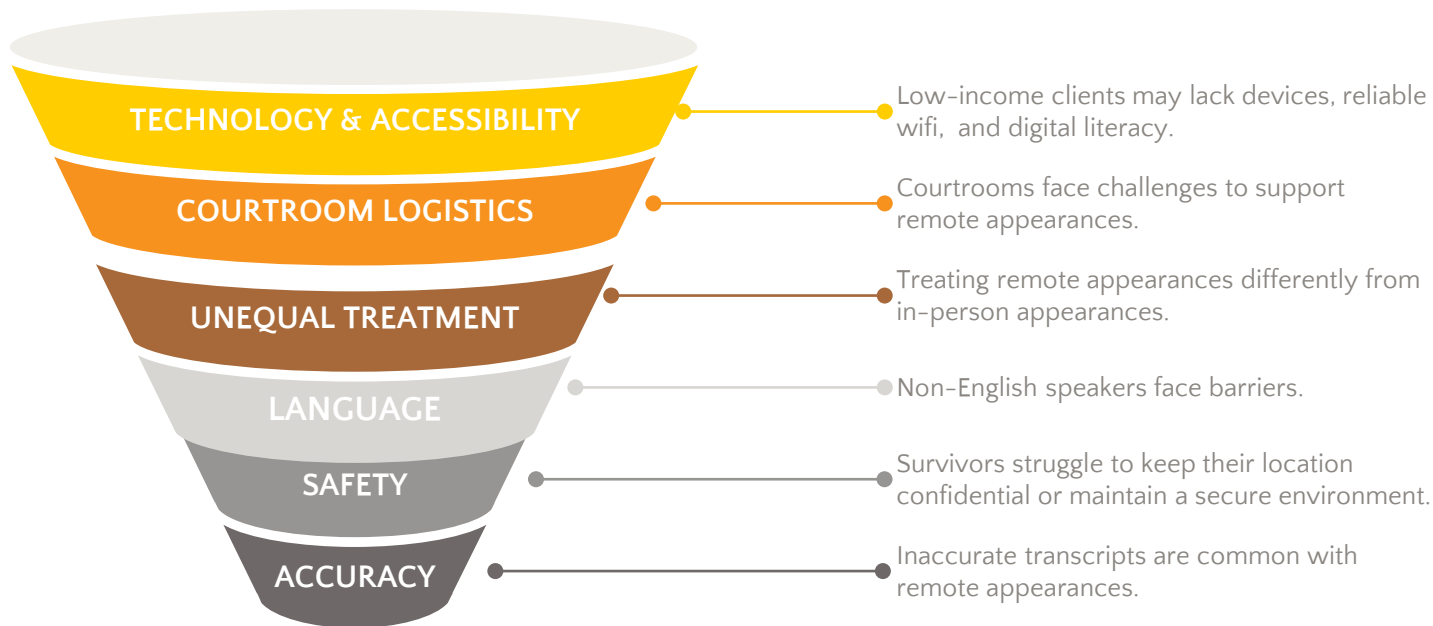 TECHNOLOGY & ACCESSIBILITY
Low-income clients may lack devices, reliable
wifi, and digital literacy.
COURTROOM LOGISTICS
Courtrooms face challenges to support
remote appearances.
UNEQUAL TREATMENT
Treating remote appearances differently from
in-person appearances.
LANGUAGE
Non-English speakers face barriers.
SAFETY
Survivors struggle to keep their location
confidential or maintain a secure environment.
ACCURACY
Inaccurate transcripts are common with
remote appearances.